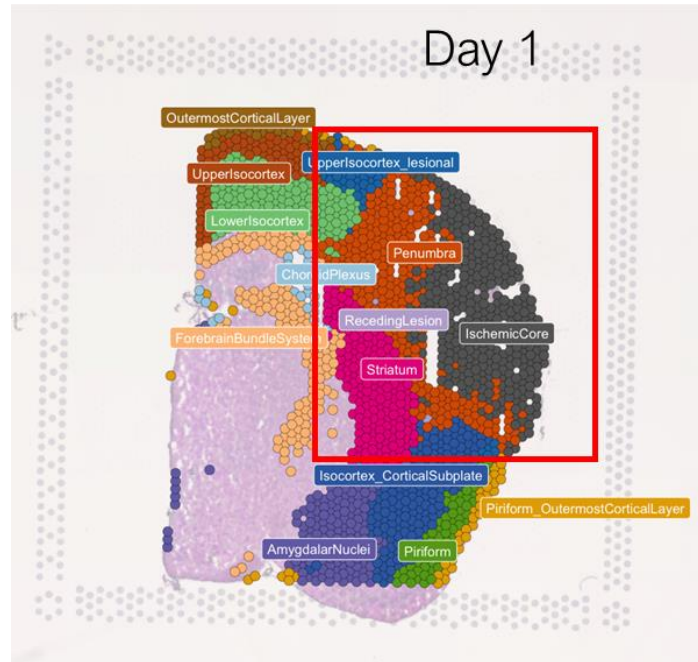 Day 1
OutermostCorticalLayer
UpperIsocortex_lesional
UpperIsocortex
LowerIsocortex
Penumbra
ChoroidPlexus
RecedingLesion
IschemicCore
ForebrainBundleSystem
Striatum
Isocortex_CorticalSubplate
Piriform_OutermostCorticalLayer
AmygdalarNuclei
Piriform